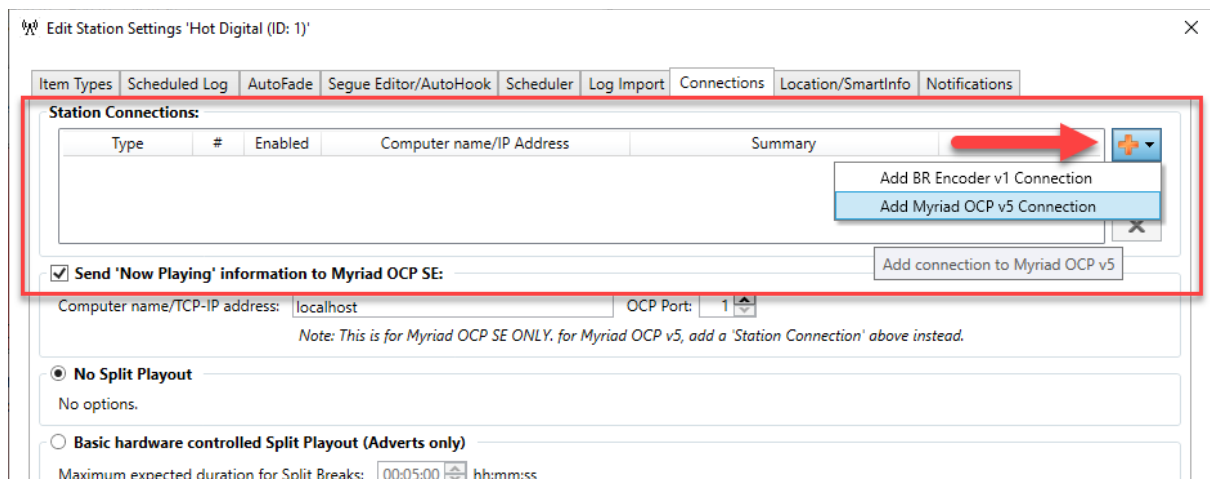 Edit Station Settings 'Hot Digital (ID: 1)'
Item Types Scheduled Log AutoFade Segue Editor/AutoHook Scheduler Log Import Connections Location/SmartInfo Notifications
Station Connections:
Type # Enabled Computer name/IP Address Summary
Add BR Encoder v1 Connection
Add Myriad OCP v5 Connection
Add connection to Myriad OCP v5
Send 'Now Playing' information to Myriad OCP SE:
Computer name/TCP-IP address: localhost OCP Port: 1
Note: This is for Myriad OCP SE ONLY. for Myriad OCP v5, add a 'Station Connection' above instead.
No Split Playout
No options.
Basic hardware controlled Split Playout (Adverts only)
Maximum expected duration for Split Breaks: 00:05:00 hh:mm:ss